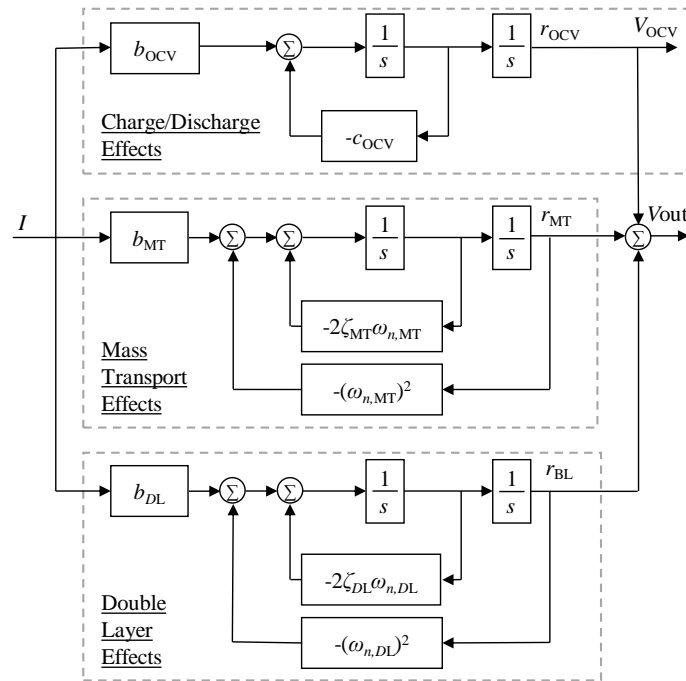 b_OCV
Σ
1/s
1/s
r_OCV
V_OCV
-c_OCV
Charge/Discharge
Effects
I
b_MT
Σ
Σ
1/s
1/s
r_MT
Σ
Vout
-2ζ_MTω_n,MT
-(ω_n,MT)²
Mass
Transport
Effects
b_DL
Σ
Σ
1/s
1/s
r_BL
-2ζ_DLω_n,DL
-(ω_n,DL)²
Double
Layer
Effects